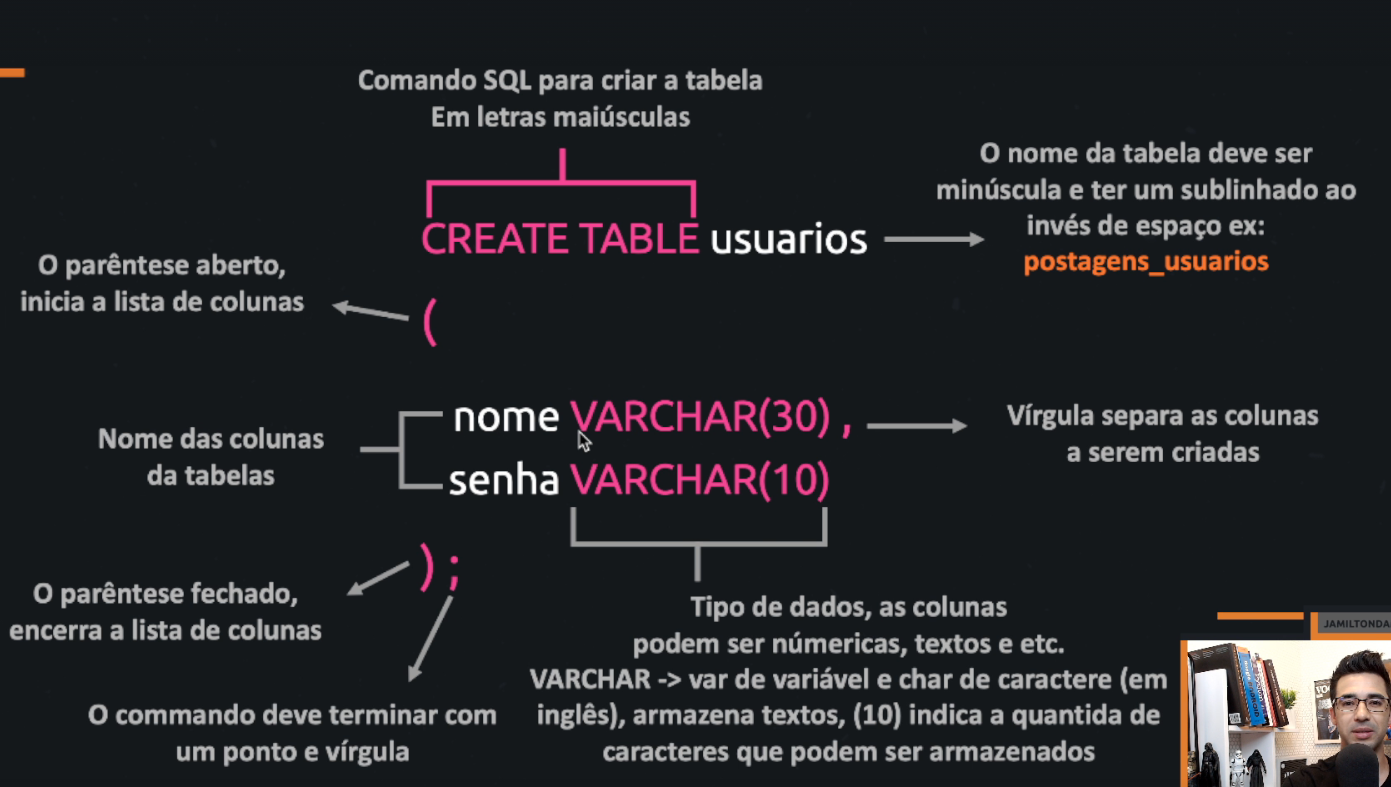 Comando SQL para criar a tabela
Em letras maiúsculas
O nome da tabela deve ser
minúscula e ter um sublinhado ao
invés de espaço ex:
postagens_usuarios
CREATE TABLE usuarios
O parêntese aberto,
inicia a lista de colunas
(
nome VARCHAR(30) ,
senha VARCHAR(10)
Nome das colunas
da tabelas
Vírgula separa as colunas
a serem criadas
) ;
O parêntese fechado,
encerra a lista de colunas
O commando deve terminar com
um ponto e vírgula
Tipo de dados, as colunas
podem ser númericas, textos e etc.
VARCHAR -> var de variável e char de caractere (em
inglês), armazena textos, (10) indica a quantida de
caracteres que podem ser armazenados
JAMILTONDA